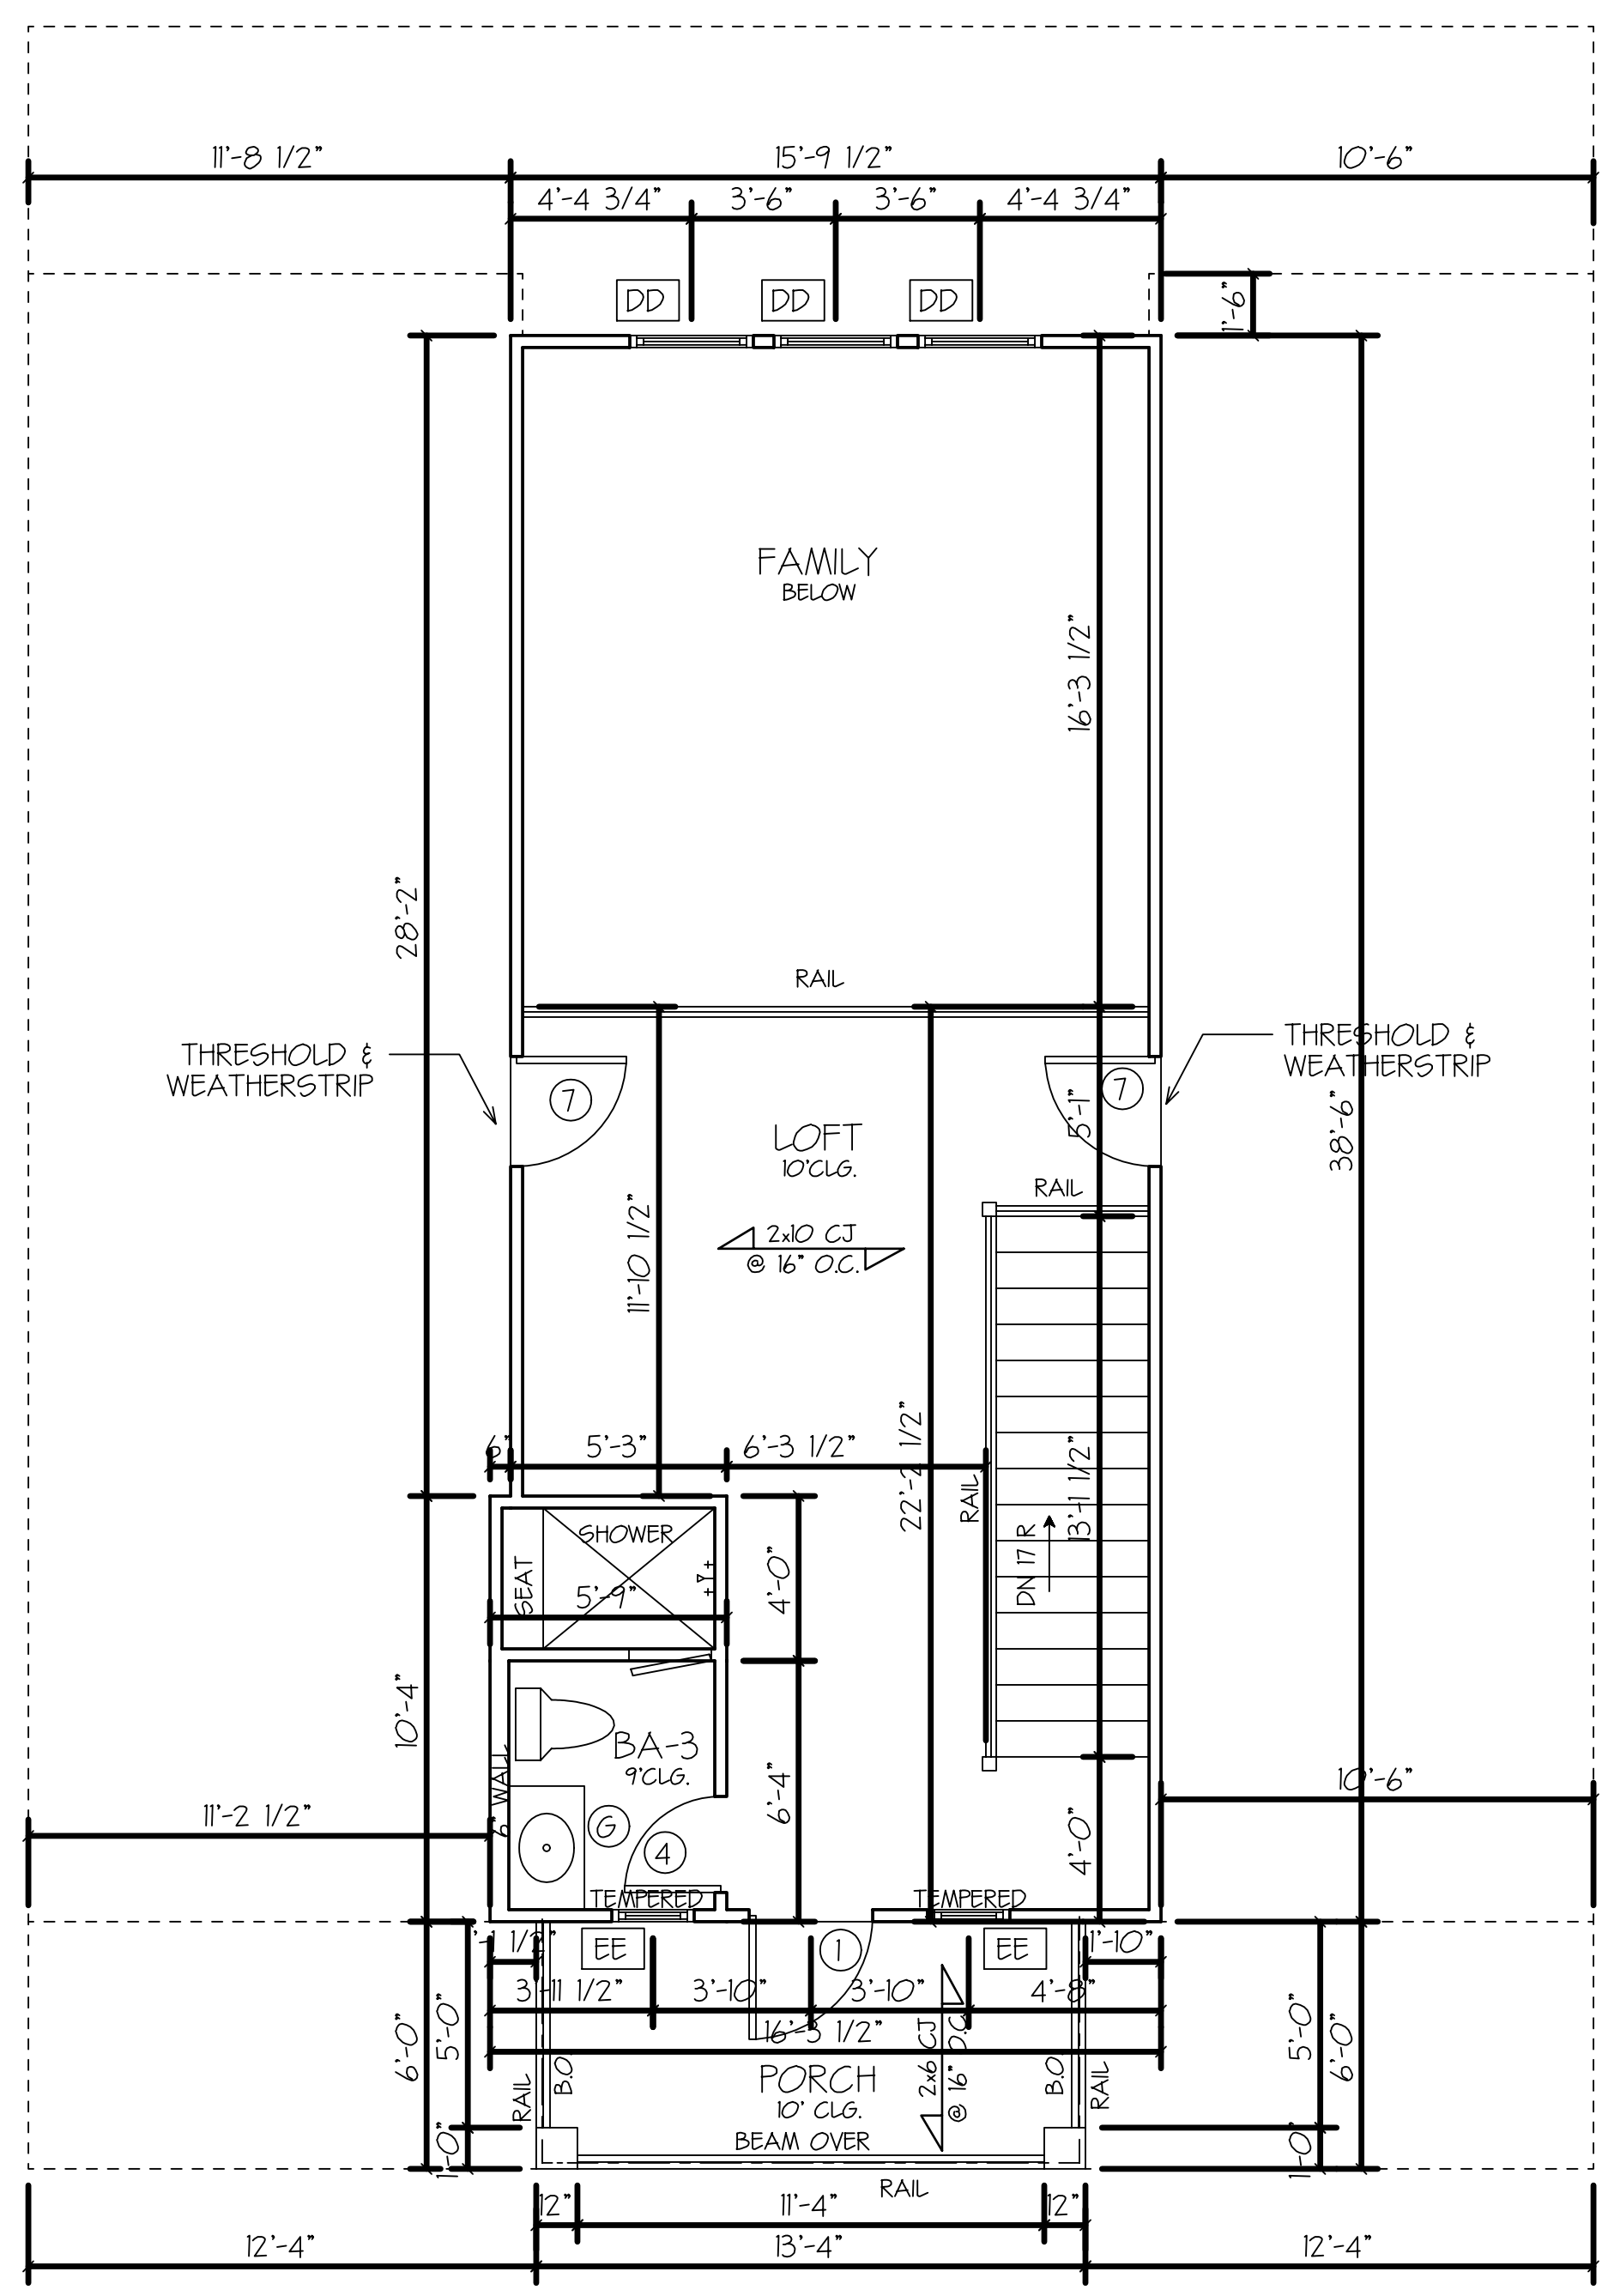 11'-8 1/2" 15'-9 1/2" 10'-6"
4'-4 3/4" 3'-6" 3'-6" 4'-4 3/4"
DD DD DD
1'-6"
FAMILY
BELOW
16'-3 1/2"
28'-2"
RAIL
THRESHOLD &
WEATHERSTRIP
THRESHOLD &
WEATHERSTRIP
7
7
5'-1"
38'-6"
LOFT
10'CLG.
RAIL
11'-10 1/2"
2x10 CJ
@ 16" O.C.
6" 5'-3" 6'-3 1/2"
22'-2 1/2"
RAIL
13'-1 1/2"
DN 17 R
SHOWER
SEAT
5'-9"
4'-0"
10'-4"
BA-3
9'CLG.
6" WALL
6'-4"
10'-6"
11'-2 1/2"
G
4
4'-0"
TEMPERED TEMPERED
EE 1 EE
1'-10"
3'-11 1/2" 3'-10" 3'-10" 4'-8"
16'-3 1/2"
6'-0"
5'-0"
5'-0"
6'-0"
RAIL
B.O.
PORCH
10' CLG.
BEAM OVER
2x6 CJ
@ 16" O.C.
B.O.
RAIL
1'-0"
1'-0"
RAIL
12" 11'-4" 12"
12'-4" 13'-4" 12'-4"